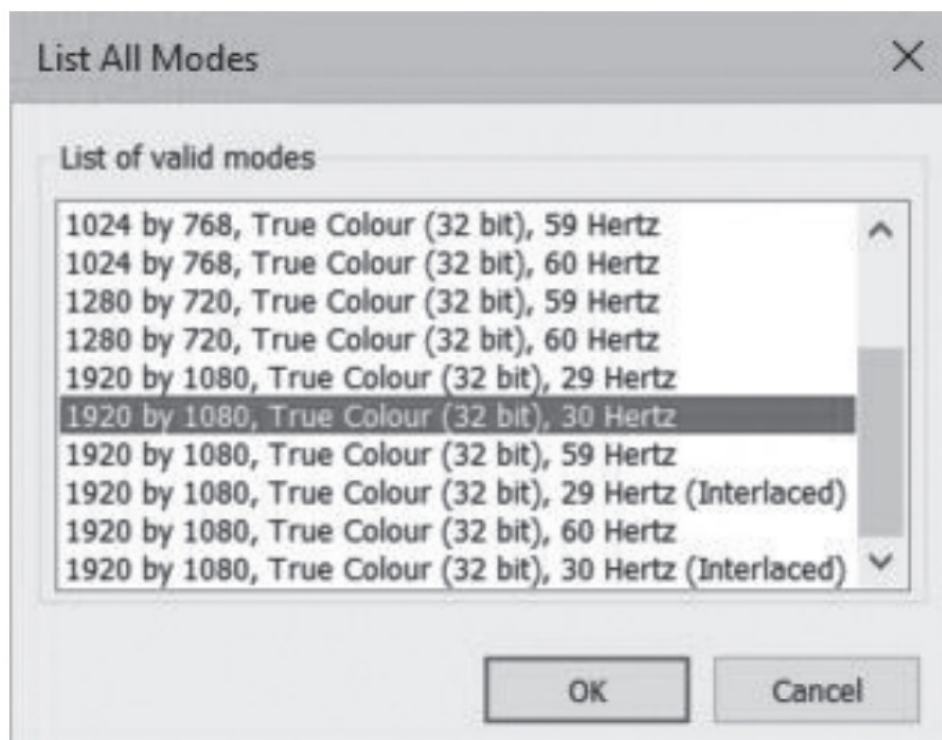 List All Modes
List of valid modes
1024 by 768, True Colour (32 bit), 59 Hertz
1024 by 768, True Colour (32 bit), 60 Hertz
1280 by 720, True Colour (32 bit), 59 Hertz
1280 by 720, True Colour (32 bit), 60 Hertz
1920 by 1080, True Colour (32 bit), 29 Hertz
1920 by 1080, True Colour (32 bit), 30 Hertz
1920 by 1080, True Colour (32 bit), 59 Hertz
1920 by 1080, True Colour (32 bit), 29 Hertz (Interlaced)
1920 by 1080, True Colour (32 bit), 60 Hertz
1920 by 1080, True Colour (32 bit), 30 Hertz (Interlaced)
OK Cancel